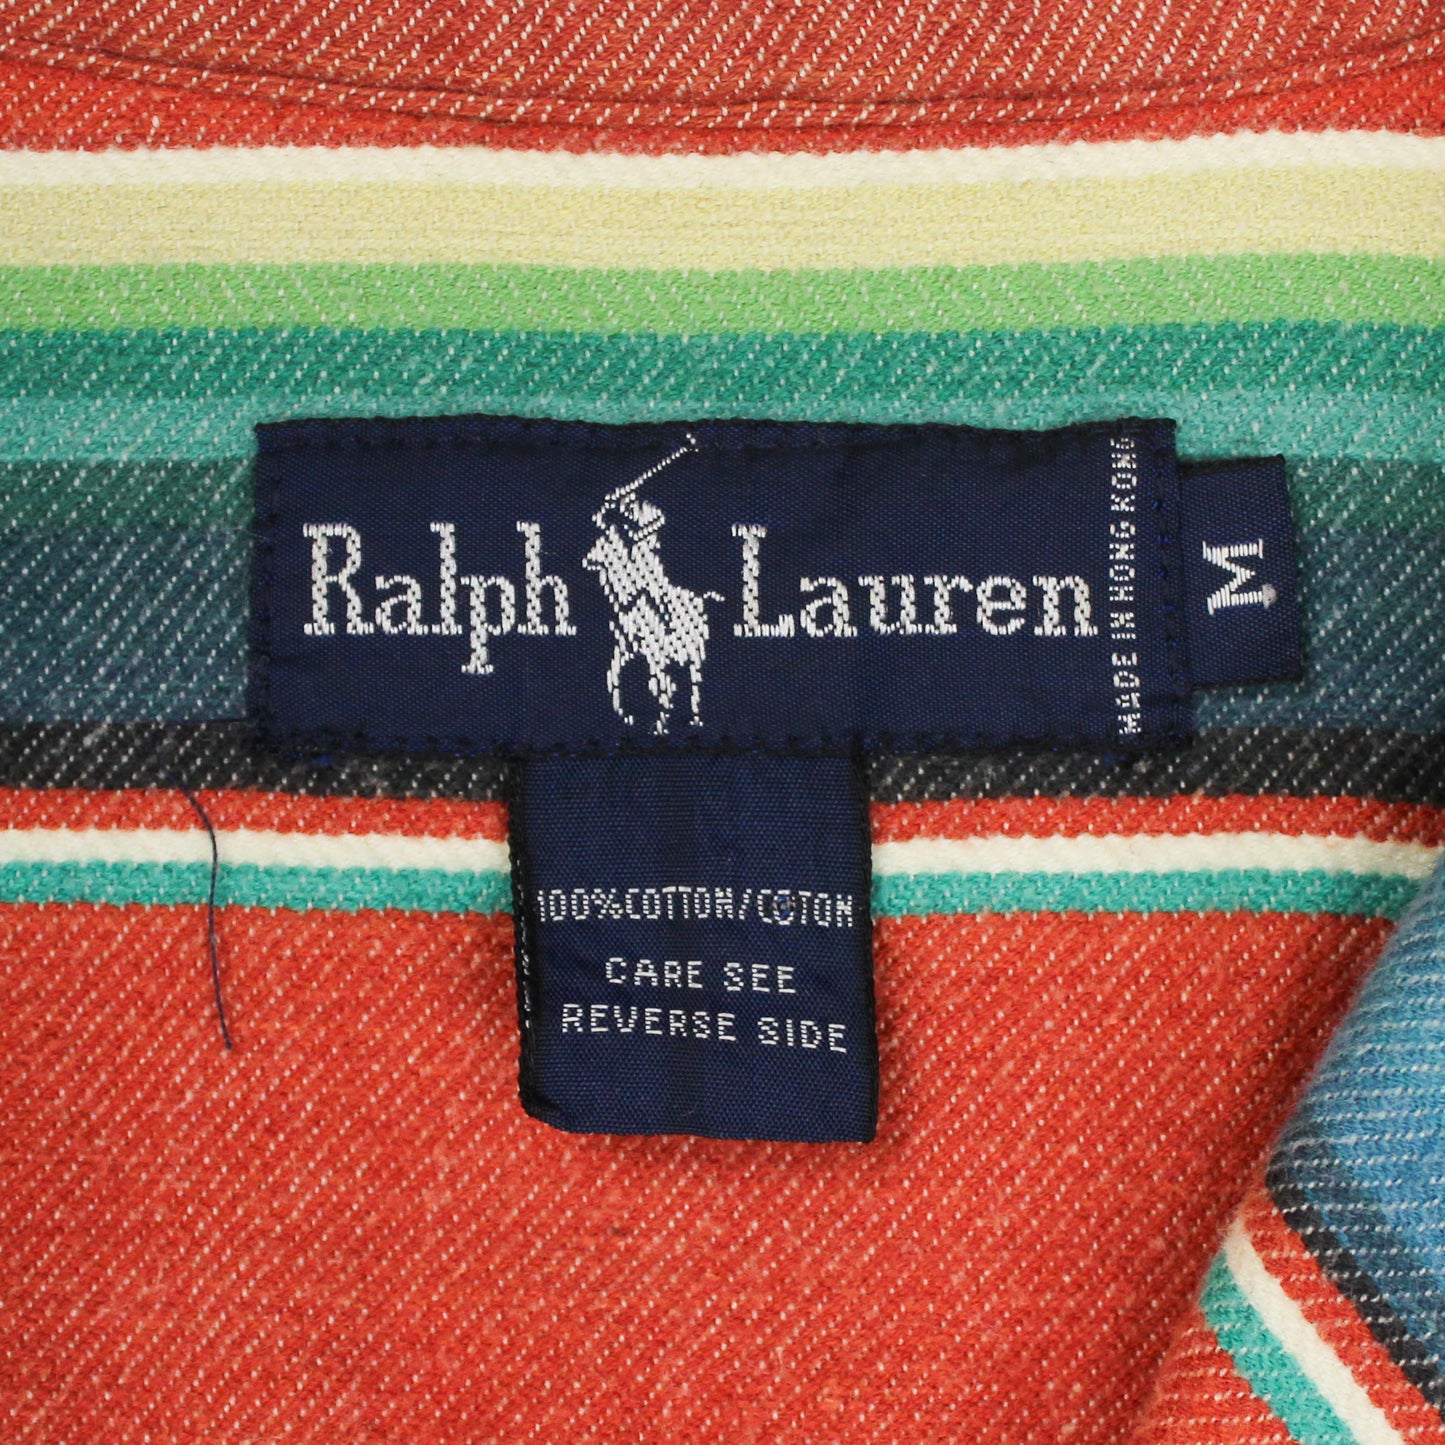 Ralph Lauren
MADE IN HONG KONG
M
100%COTTON/COTON
CARE SEE
REVERSE SIDE